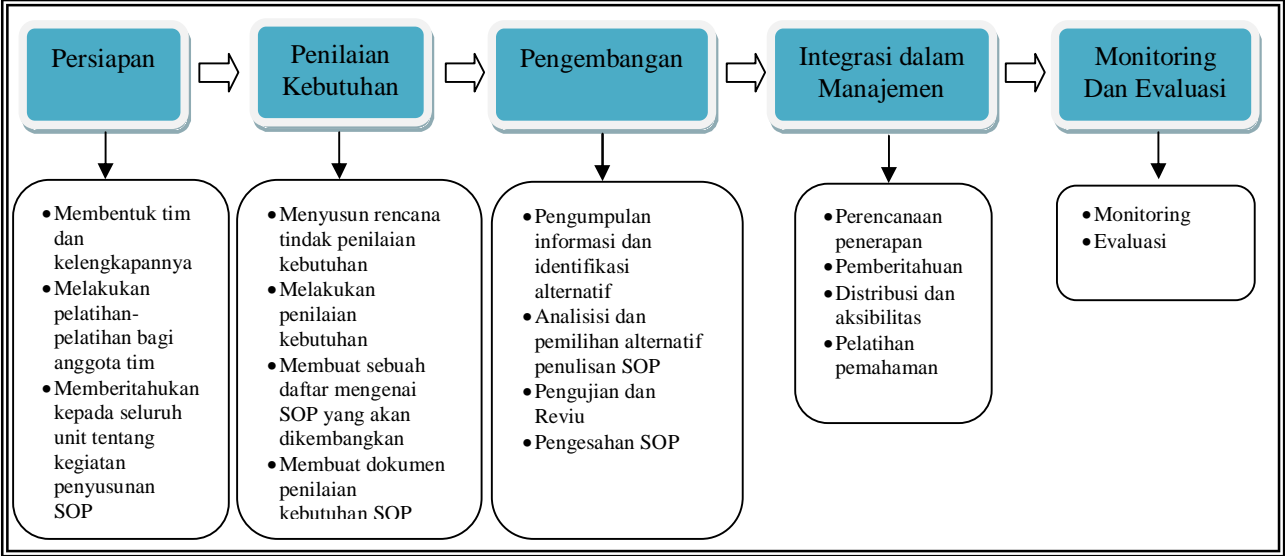 Persiapan
Penilaian
Kebutuhan
Pengembangan
Integrasi dalam
Manajemen
Monitoring
Dan Evaluasi
• Membentuk tim
dan
kelengkapannya
• Melakukan
pelatihan-
pelatihan bagi
anggota tim
• Memberitahukan
kepada seluruh
unit tentang
kegiatan
penyusunan
SOP
• Menyusun rencana
tindak penilaian
kebutuhan
• Melakukan
penilaian
kebutuhan
• Membuat sebuah
daftar mengenai
SOP yang akan
dikembangkan
• Membuat dokumen
penilaian
kebutuhan SOP
• Pengumpulan
informasi dan
identifikasi
alternatif
• Analisisi dan
pemilihan alternatif
penulisan SOP
• Pengujian dan
Reviu
• Pengesahan SOP
• Perencanaan
penerapan
• Pemberitahuan
• Distribusi dan
aksibilitas
• Pelatihan
pemahaman
• Monitoring
• Evaluasi